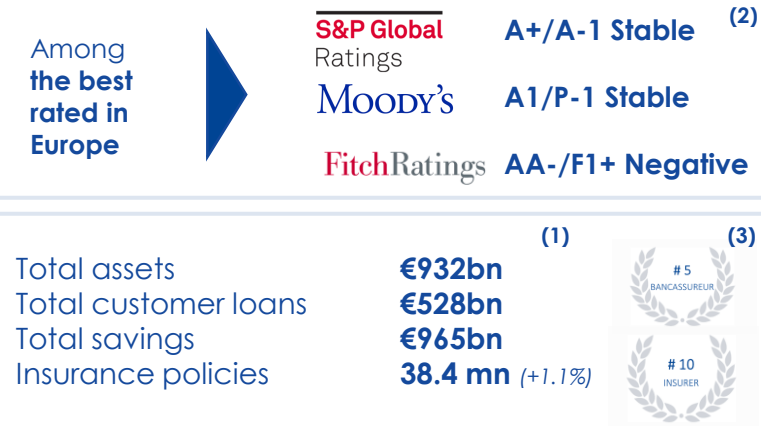 Among
the best
rated in
Europe
S&P Global
Ratings
A+/A-1 Stable
(2)
MOODY'S
A1/P-1 Stable
FitchRatings
AA-/F1+ Negative
(1)
(3)
Total assets €932bn
Total customer loans €528bn
Total savings €965bn
Insurance policies 38.4 mn (+1.1%)
# 5
BANCASSUREUR
# 10
INSURER